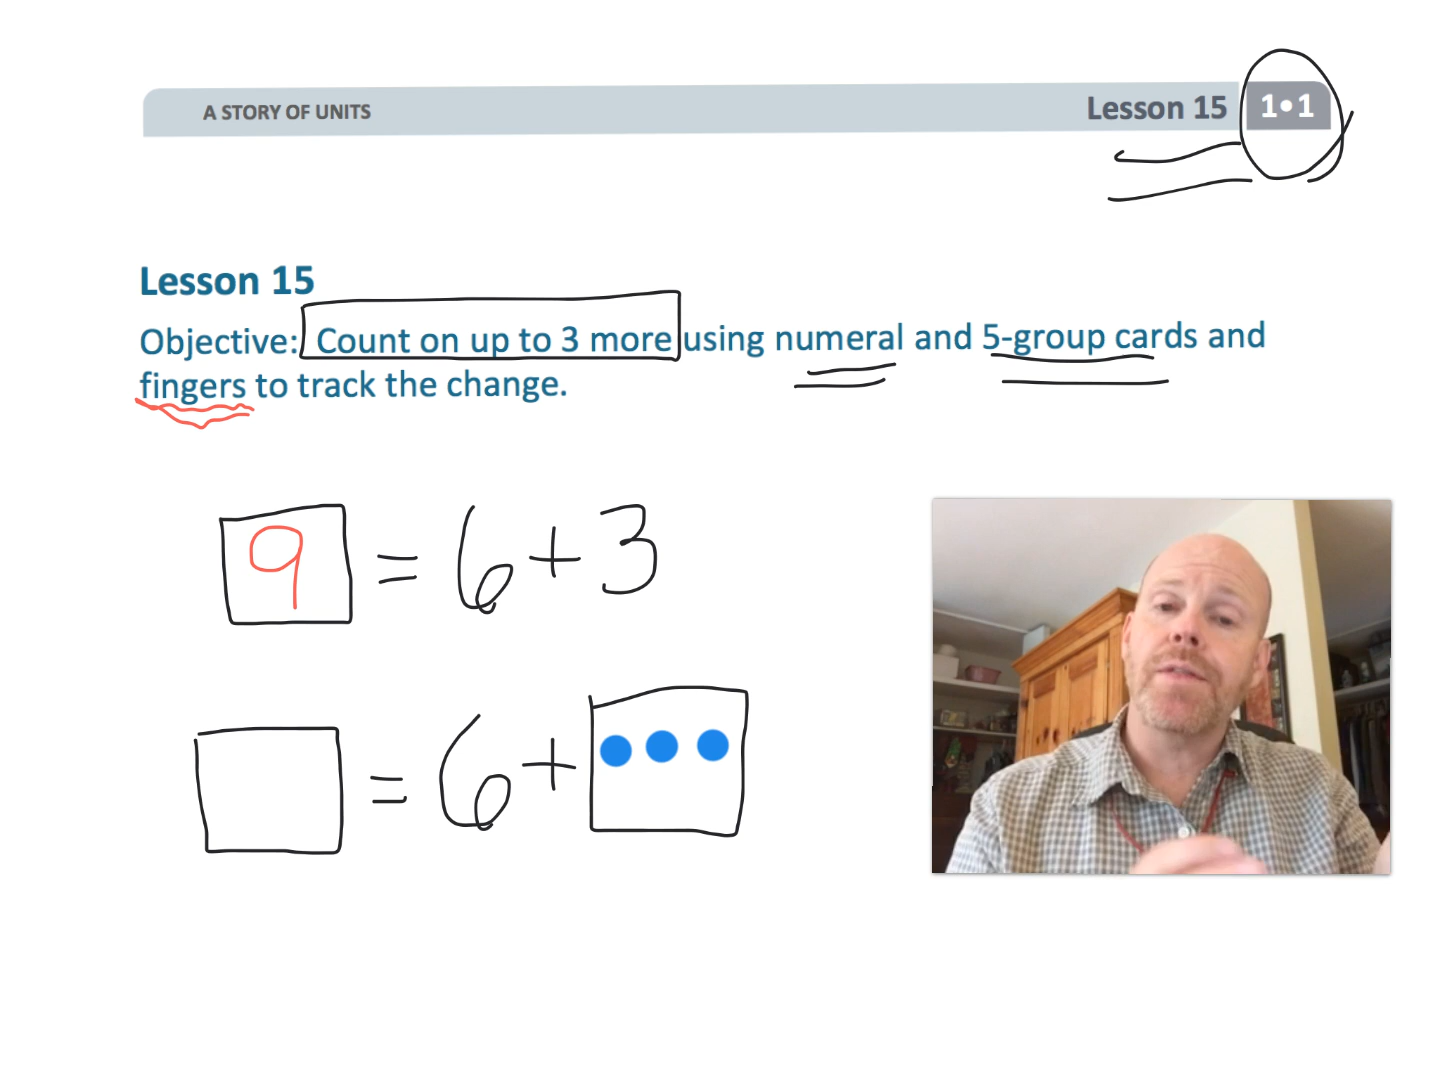 A STORY OF UNITS
Lesson 15 1•1
Lesson 15
Objective: Count on up to 3 more using numeral and 5-group cards and
fingers to track the change.
9 = 6 + 3
= 6 +